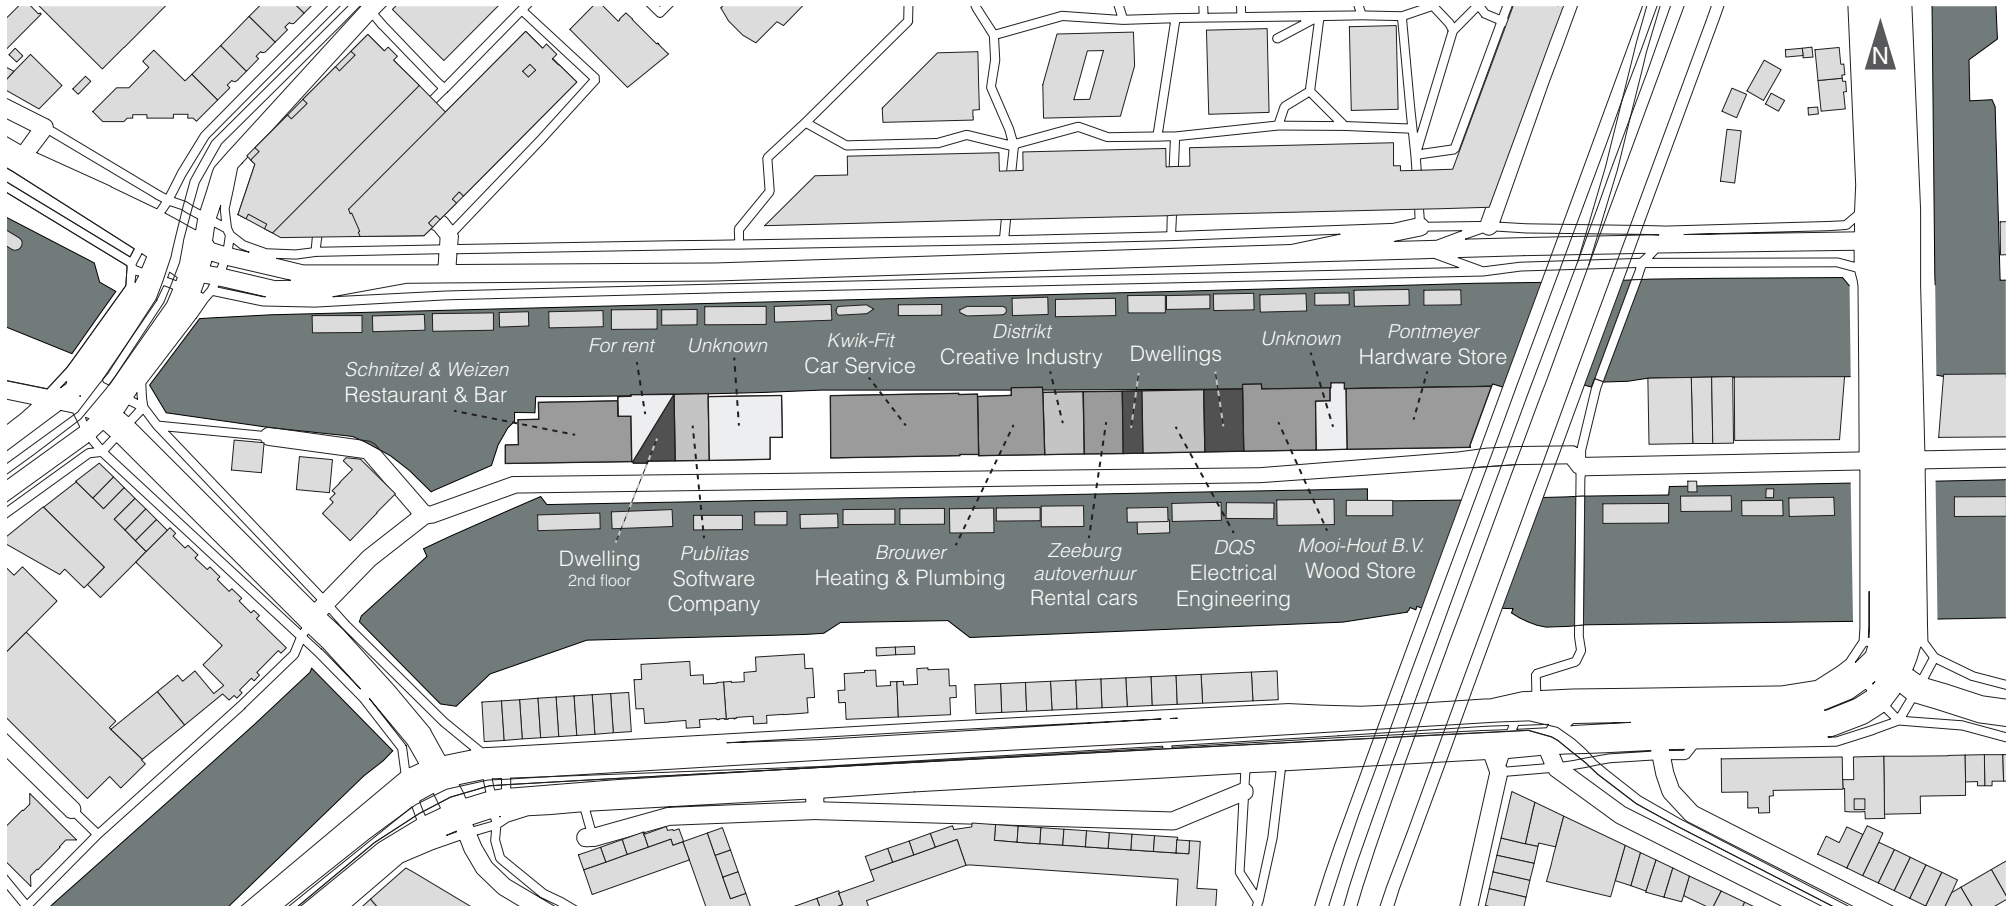 N
Schnitzel & Weizen
Restaurant & Bar
For rent
Unknown
Kwik-Fit
Car Service
Distrikt
Creative Industry
Dwellings
Unknown
Pontmeyer
Hardware Store
Dwelling
2nd floor
Publitas
Software
Company
Brouwer
Heating & Plumbing
Zeeburg
autoverhuur
Rental cars
DQS
Electrical
Engineering
Mooi-Hout B.V.
Wood Store